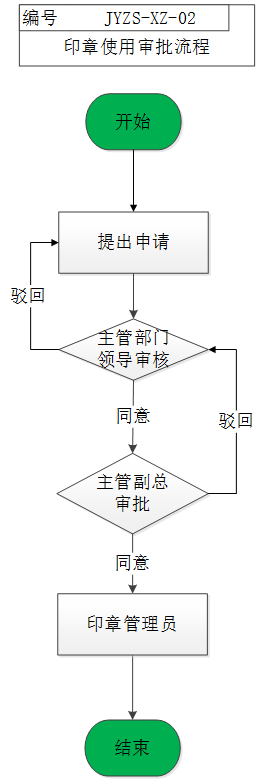 编号 JYZS-XZ-02
印章使用审批流程
开始
提出申请
驳回
主管部门
领导审核
同意
驳回
主管副总
审批
同意
印章管理员
结束